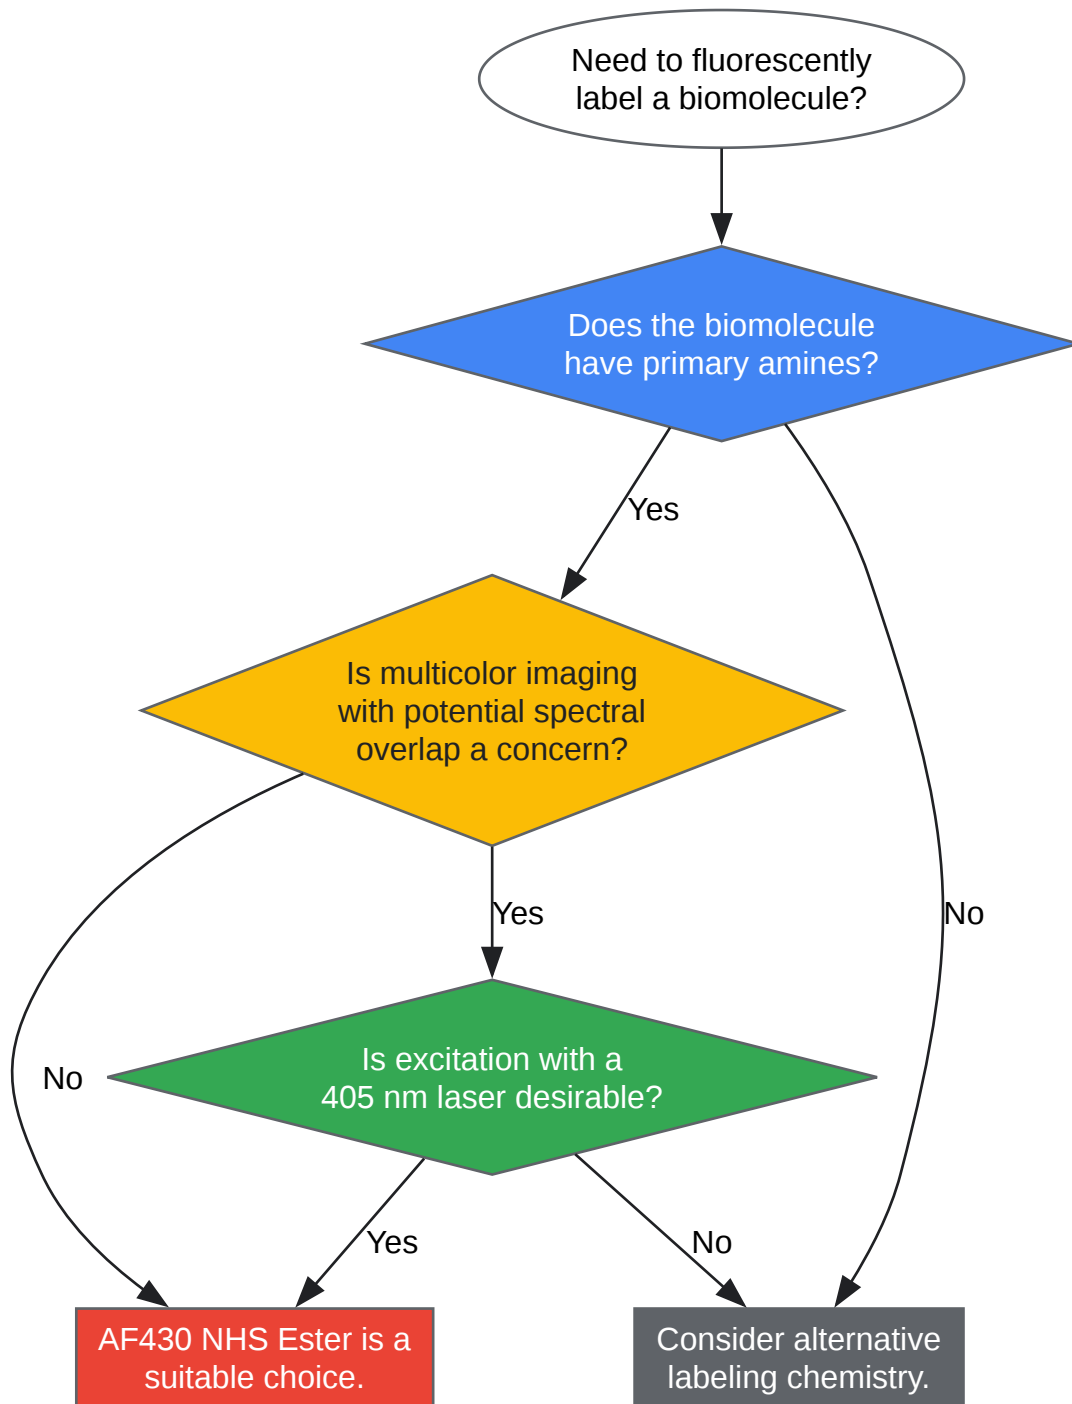 Need to fluorescently
label a biomolecule?
Does the biomolecule
have primary amines?
Yes
Is multicolor imaging
with potential spectral
overlap a concern?
Yes
No
Is excitation with a
405 nm laser desirable?
No
Yes
No
AF430 NHS Ester is a
suitable choice.
Consider alternative
labeling chemistry.